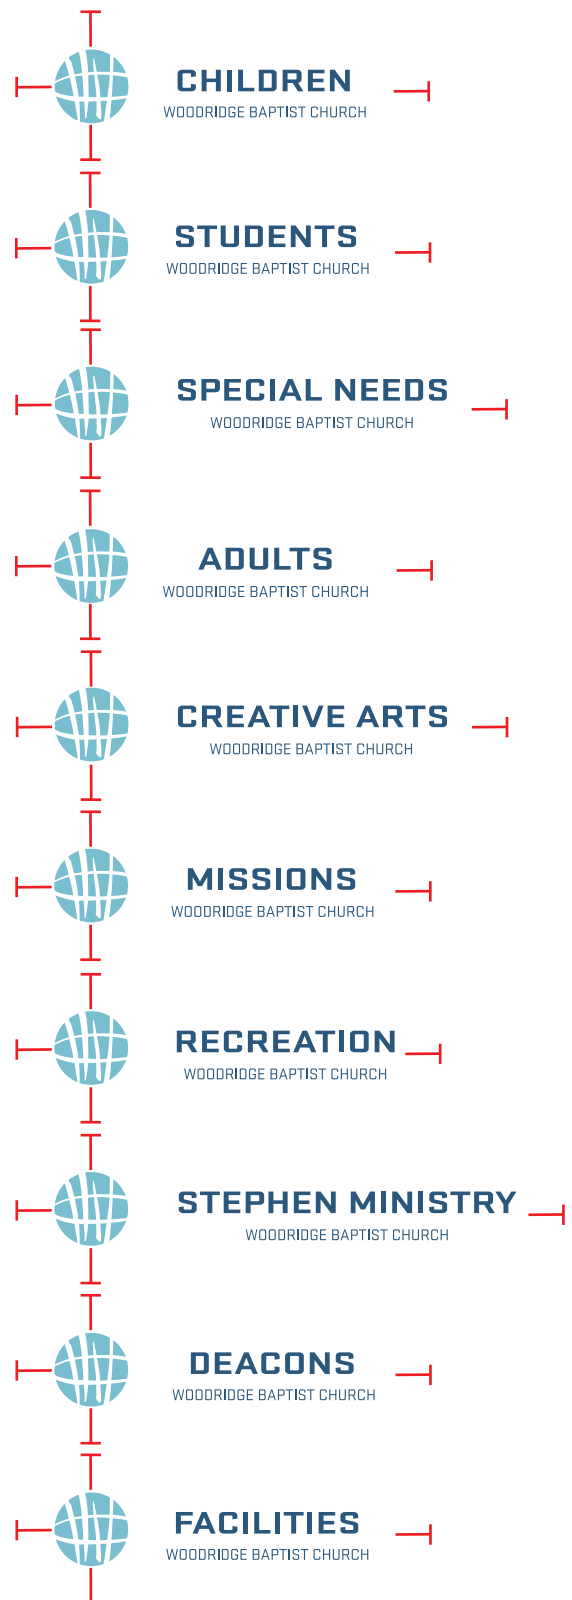 CHILDREN
WOODRIDGE BAPTIST CHURCH
STUDENTS
WOODRIDGE BAPTIST CHURCH
SPECIAL NEEDS
WOODRIDGE BAPTIST CHURCH
ADULTS
WOODRIDGE BAPTIST CHURCH
CREATIVE ARTS
WOODRIDGE BAPTIST CHURCH
MISSIONS
WOODRIDGE BAPTIST CHURCH
RECREATION
WOODRIDGE BAPTIST CHURCH
STEPHEN MINISTRY
WOODRIDGE BAPTIST CHURCH
DEACONS
WOODRIDGE BAPTIST CHURCH
FACILITIES
WOODRIDGE BAPTIST CHURCH